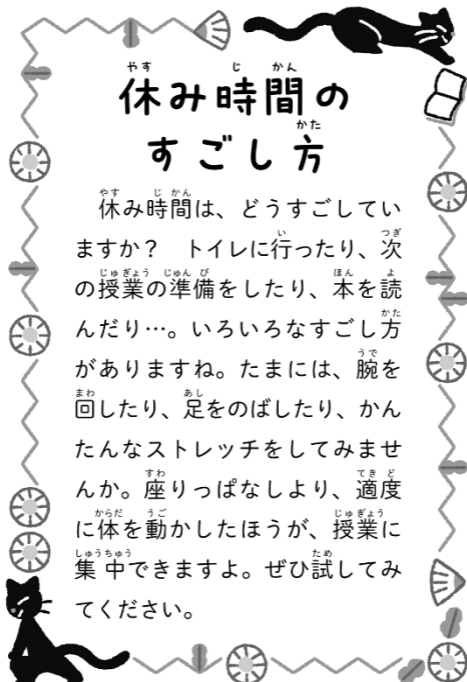 休み時間の
すごし方
休み時間は、どうすごしてい
ますか？　トイレに行ったり、次
の授業の準備をしたり、本を読
んだり…。いろいろなすごし方
がありますね。たまには、腕を
回したり、足をのばしたり、かん
たんなストレッチをしてみませ
んか。座りっぱなしより、適度
に体を動かしたほうが、授業に
集中できますよ。ぜひ試してみ
てください。